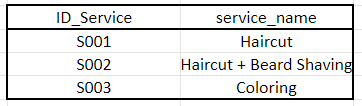 ID_Service service_name
S001 Haircut
S002 Haircut + Beard Shaving
S003 Coloring